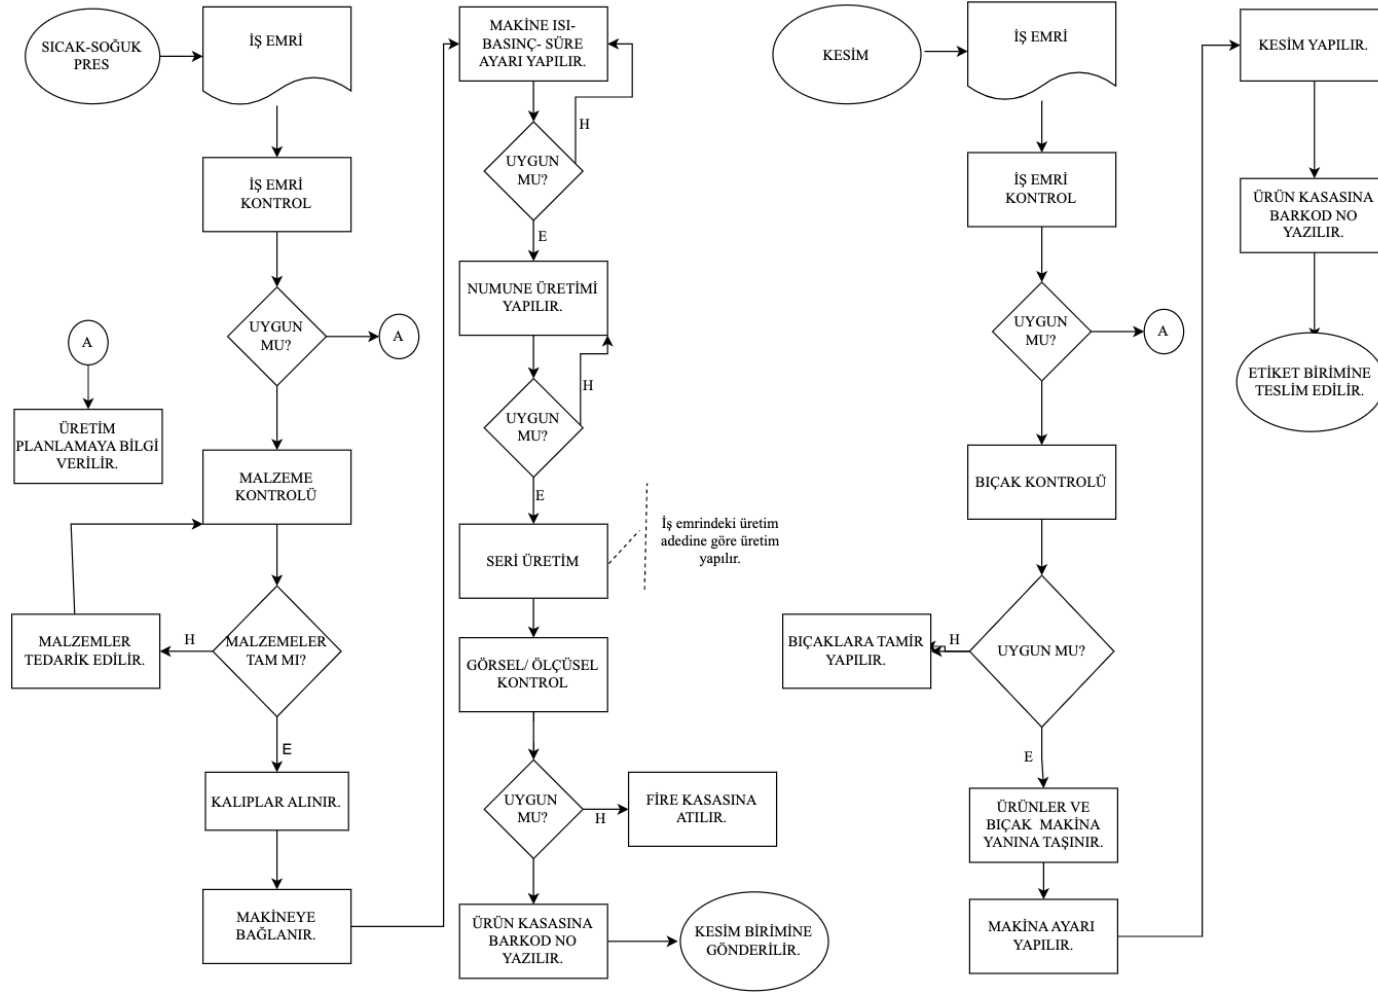 SICAK-SOĞUK
PRES
İŞ EMRİ
İŞ EMRİ
KONTROL
UYGUN
MU?
A
A
ÜRETİM
PLANLAMAYA BİLGİ
VERİLİR.
MALZEME
KONTROLÜ
MALZEMELER
TAM MI?
H
MALZEMLER
TEDARİK EDİLİR.
E
KALIPLAR ALINIR.
MAKİNEYE
BAĞLANIR.
MAKİNE ISI-
BASINÇ- SÜRE
AYARI YAPILIR.
H
UYGUN
MU?
E
NUMUNE ÜRETİMİ
YAPILIR.
H
UYGUN
MU?
E
SERİ ÜRETİM
İş emrindeki üretim
adedine göre üretim
yapılır.
GÖRSEL/ ÖLÇÜSEL
KONTROL
UYGUN
MU?
H
FİRE KASASINA
ATILIR.
ÜRÜN KASASINA
BARKOD NO
YAZILIR.
KESİM BİRİMİNE
GÖNDERİLİR.
KESİM
İŞ EMRİ
İŞ EMRİ
KONTROL
UYGUN
MU?
A
BIÇAK KONTROLÜ
UYGUN MU?
H
BIÇAKLARA TAMİR
YAPILIR.
E
ÜRÜNLER VE
BIÇAK MAKİNA
YANINA TAŞINIR.
MAKİNA AYARI
YAPILIR.
KESİM YAPILIR.
ÜRÜN KASASINA
BARKOD NO
YAZILIR.
ETİKET BİRİMİNE
TESLİM EDİLİR.